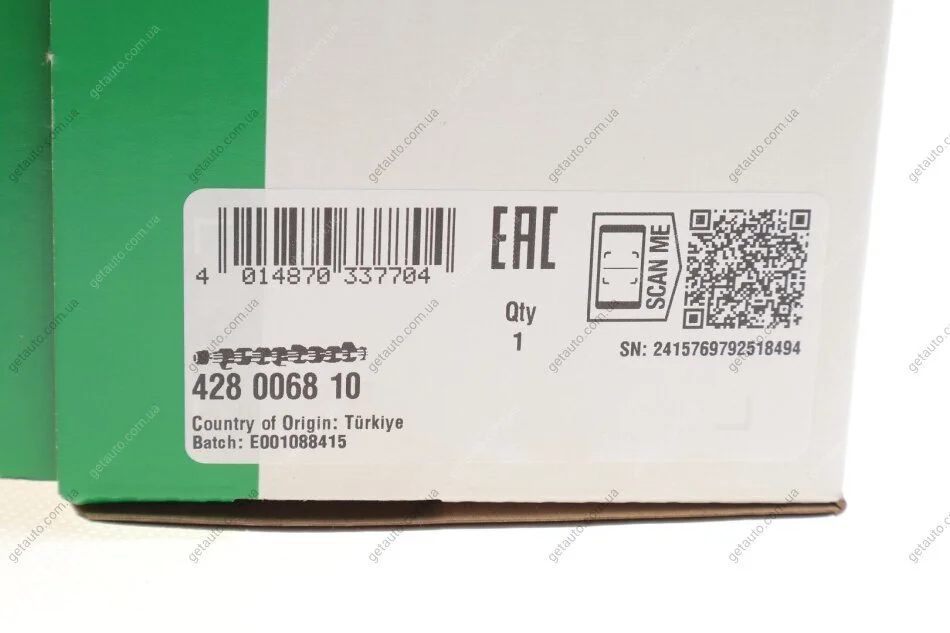 4 014870 337704
EAC
SCAN ME
Qty
1
SN: 2415769792518494
428 0068 10
Country of Origin: Türkiye
Batch: E001088415
getauto.com.ua